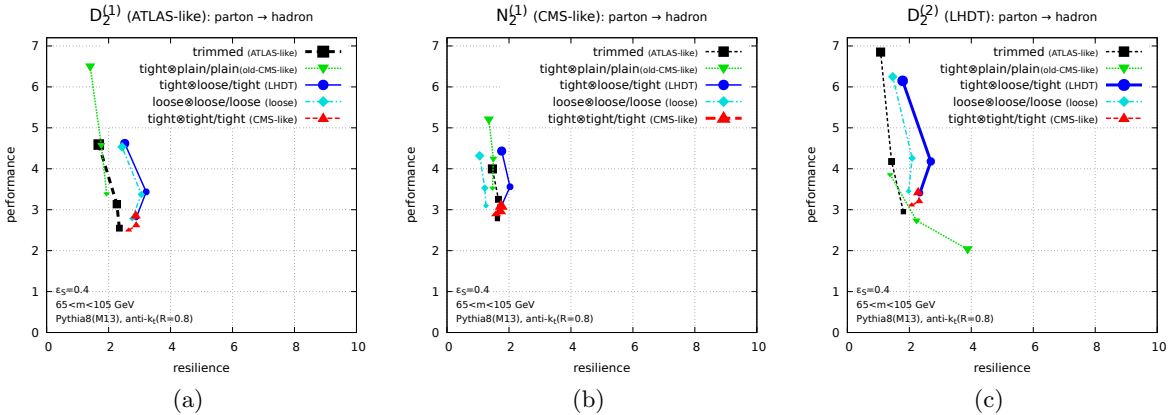 D₂⁽¹⁾ (ATLAS-like): parton → hadron
performance
7
6
5
4
3
2
1
0
trimmed (ATLAS-like)
tight⊗plain/plain(old-CMS-like)
tight⊗loose/tight (LHDT)
loose⊗loose/loose (loose)
tight⊗tight/tight (CMS-like)
εS=0.4
65<m<105 GeV
Pythia8(M13), anti-kt(R=0.8)
0 2 4 6 8 10
resilience
(a)
N₂⁽¹⁾ (CMS-like): parton → hadron
performance
7
6
5
4
3
2
1
0
trimmed (ATLAS-like)
tight⊗plain/plain(old-CMS-like)
tight⊗loose/tight (LHDT)
loose⊗loose/loose (loose)
tight⊗tight/tight (CMS-like)
εS=0.4
65<m<105 GeV
Pythia8(M13), anti-kt(R=0.8)
0 2 4 6 8 10
resilience
(b)
D₂⁽²⁾ (LHDT): parton → hadron
performance
7
6
5
4
3
2
1
0
trimmed (ATLAS-like)
tight⊗plain/plain(old-CMS-like)
tight⊗loose/tight (LHDT)
loose⊗loose/loose (loose)
tight⊗tight/tight (CMS-like)
εS=0.4
65<m<105 GeV
Pythia8(M13), anti-kt(R=0.8)
0 2 4 6 8 10
resilience
(c)